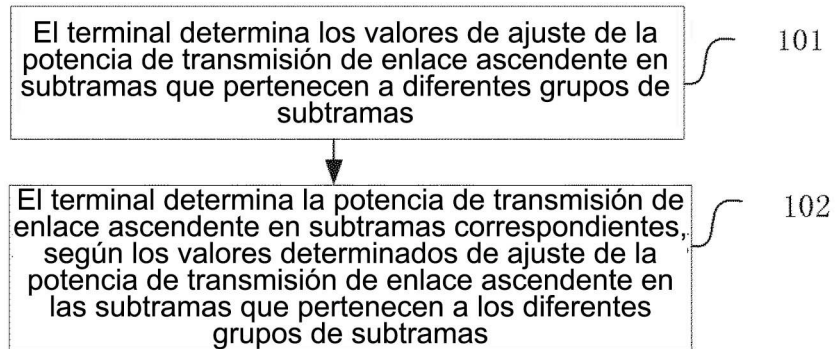 El terminal determina los valores de ajuste de la
potencia de transmisión de enlace ascendente en
subtramas que pertenecen a diferentes grupos de
subtramas
101
El terminal determina la potencia de transmisión de
enlace ascendente en subtramas correspondientes,
según los valores determinados de ajuste de la
potencia de transmisión de enlace ascendente en
las subtramas que pertenecen a los diferentes
grupos de subtramas
102